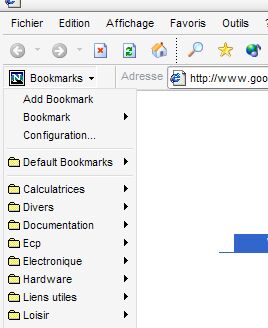 Fichier Edition Affichage Favoris Outils ?
Bookmarks Adresse http://www.goo
Add Bookmark
Bookmark
Configuration...
Default Bookmarks
Calculatrices
Divers
Documentation
Ecp
Electronique
Hardware
Liens utiles
Loisir